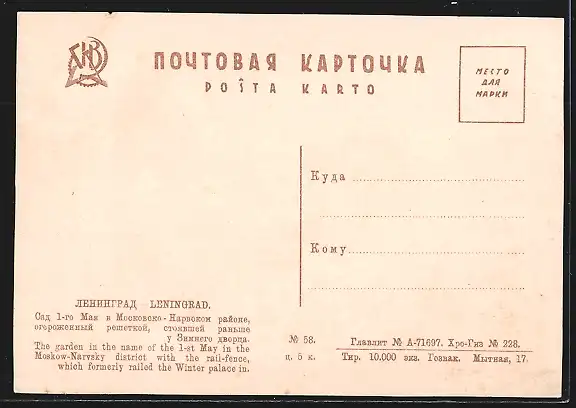 ПОЧТОВАЯ КАРТОЧКА
POŜTA KARTO
МЕСТО
ДЛЯ
МАРКИ
Куда
Кому
ЛЕНИНГРАД LENINGRAD.
Сад 1-го Мая в Московско-Нарвском районе,
огороженный решеткой, стоявшей раньше
у Зимнего дворца.
The garden in the name of the 1-st May in the
Moskow-Narvsky district with the rail-fence,
which formerly railed the Winter palace in.
№ 58.
ц. 5 к.
Главлит № А-71697. Хро-Гиз № 228.
Тир. 10.000 экз. Гознак. Мытная, 17.